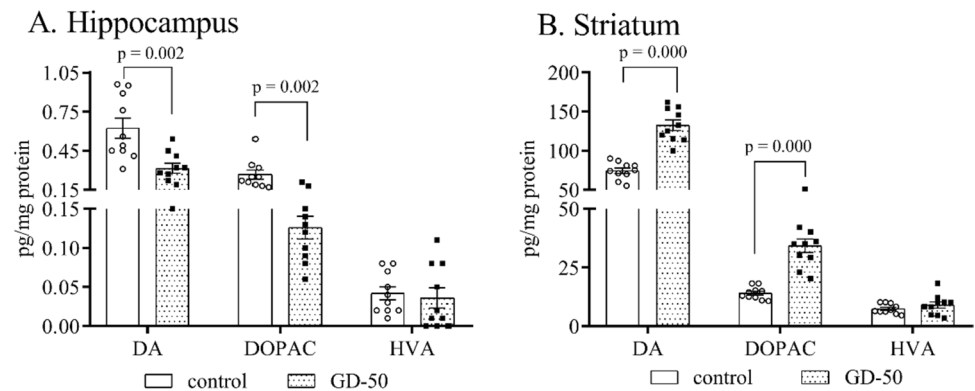 A. Hippocampus
p = 0.002
p = 0.002
pg/mg protein
1.05
0.75
0.45
0.15
0.15
0.10
0.05
0.00
DA DOPAC HVA
control GD-50
B. Striatum
p = 0.000
p = 0.000
pg/mg protein
200
150
100
50
50
25
0
DA DOPAC HVA
control GD-50